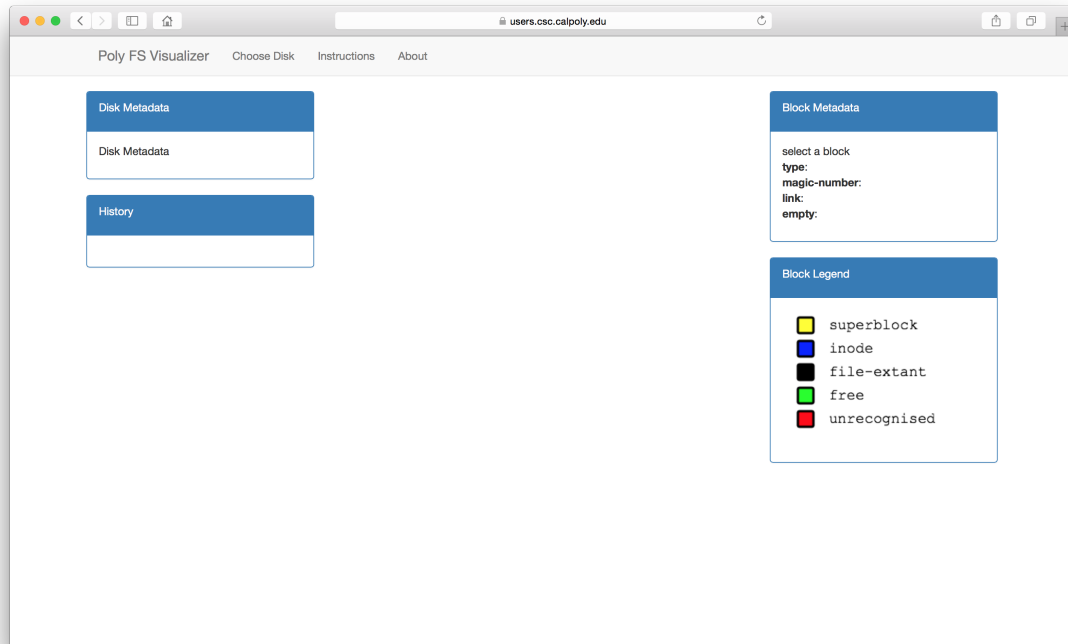 users.csc.calpoly.edu
Poly FS Visualizer Choose Disk Instructions About
Disk Metadata
Disk Metadata
History
Block Metadata
select a block
type:
magic-number:
link:
empty:
Block Legend
superblock
inode
file-extant
free
unrecognised